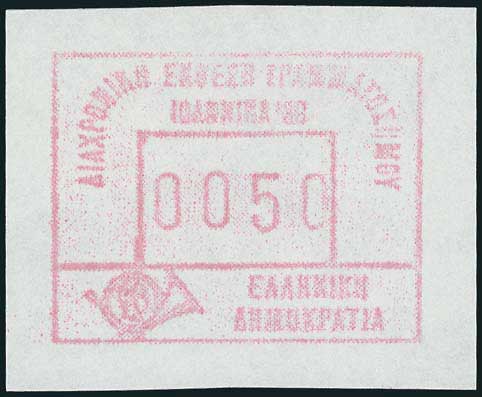 ΔΙΑΧΡΟΝΙΚΗ ΕΚΘΕΣΗ ΓΡΑΜΜΑΤΟΣΗΜΟΥ
ΙΩΑΝΝΙΝΑ '88
0050
ΕΛΛΗΝΙΚΗ
ΔΗΜΟΚΡΑΤΙΑ